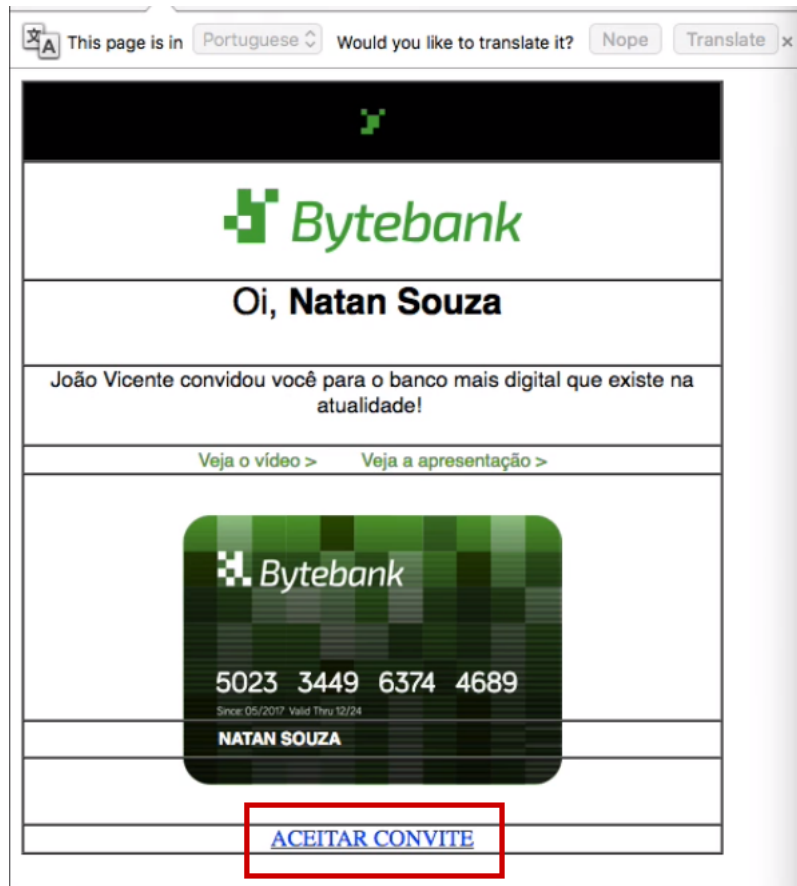 This page is in Portuguese Would you like to translate it? Nope Translate x
Bytebank
Oi, Natan Souza
João Vicente convidou você para o banco mais digital que existe na
atualidade!
Veja o vídeo > Veja a apresentação >
Bytebank
5023 3449 6374 4689
Since: 05/2017 Valid Thru 12/24
NATAN SOUZA
ACEITAR CONVITE